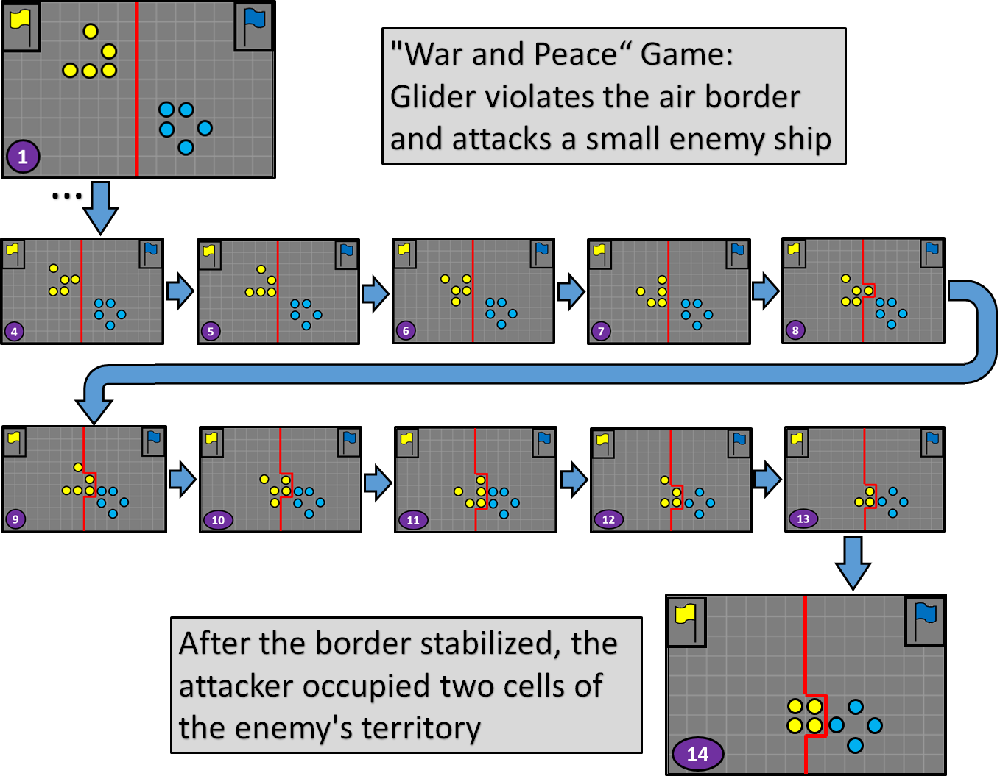 "War and Peace“ Game:
Glider violates the air border
and attacks a small enemy ship
1
...
4
5
6
7
8
9
10
11
12
13
After the border stabilized, the
attacker occupied two cells of
the enemy's territory
14